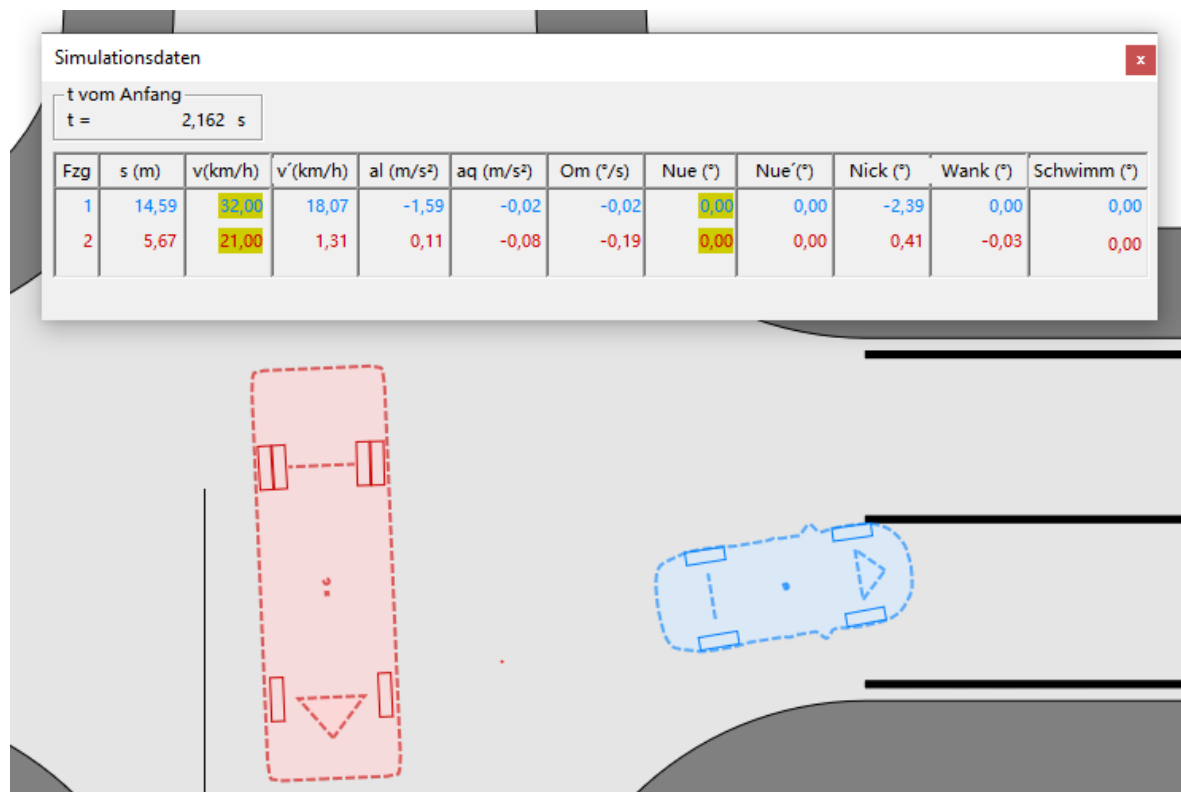 Simulationsdaten
x
t vom Anfang
t = 2,162 s
Fzg s (m) v(km/h) v´(km/h) al (m/s²) aq (m/s²) Om (°/s) Nue (°) Nue´(°) Nick (°) Wank (°) Schwimm (°)
1 14,59 32,00 18,07 -1,59 -0,02 -0,02 0,00 0,00 -2,39 0,00 0,00
2 5,67 21,00 1,31 0,11 -0,08 -0,19 0,00 0,00 0,41 -0,03 0,00